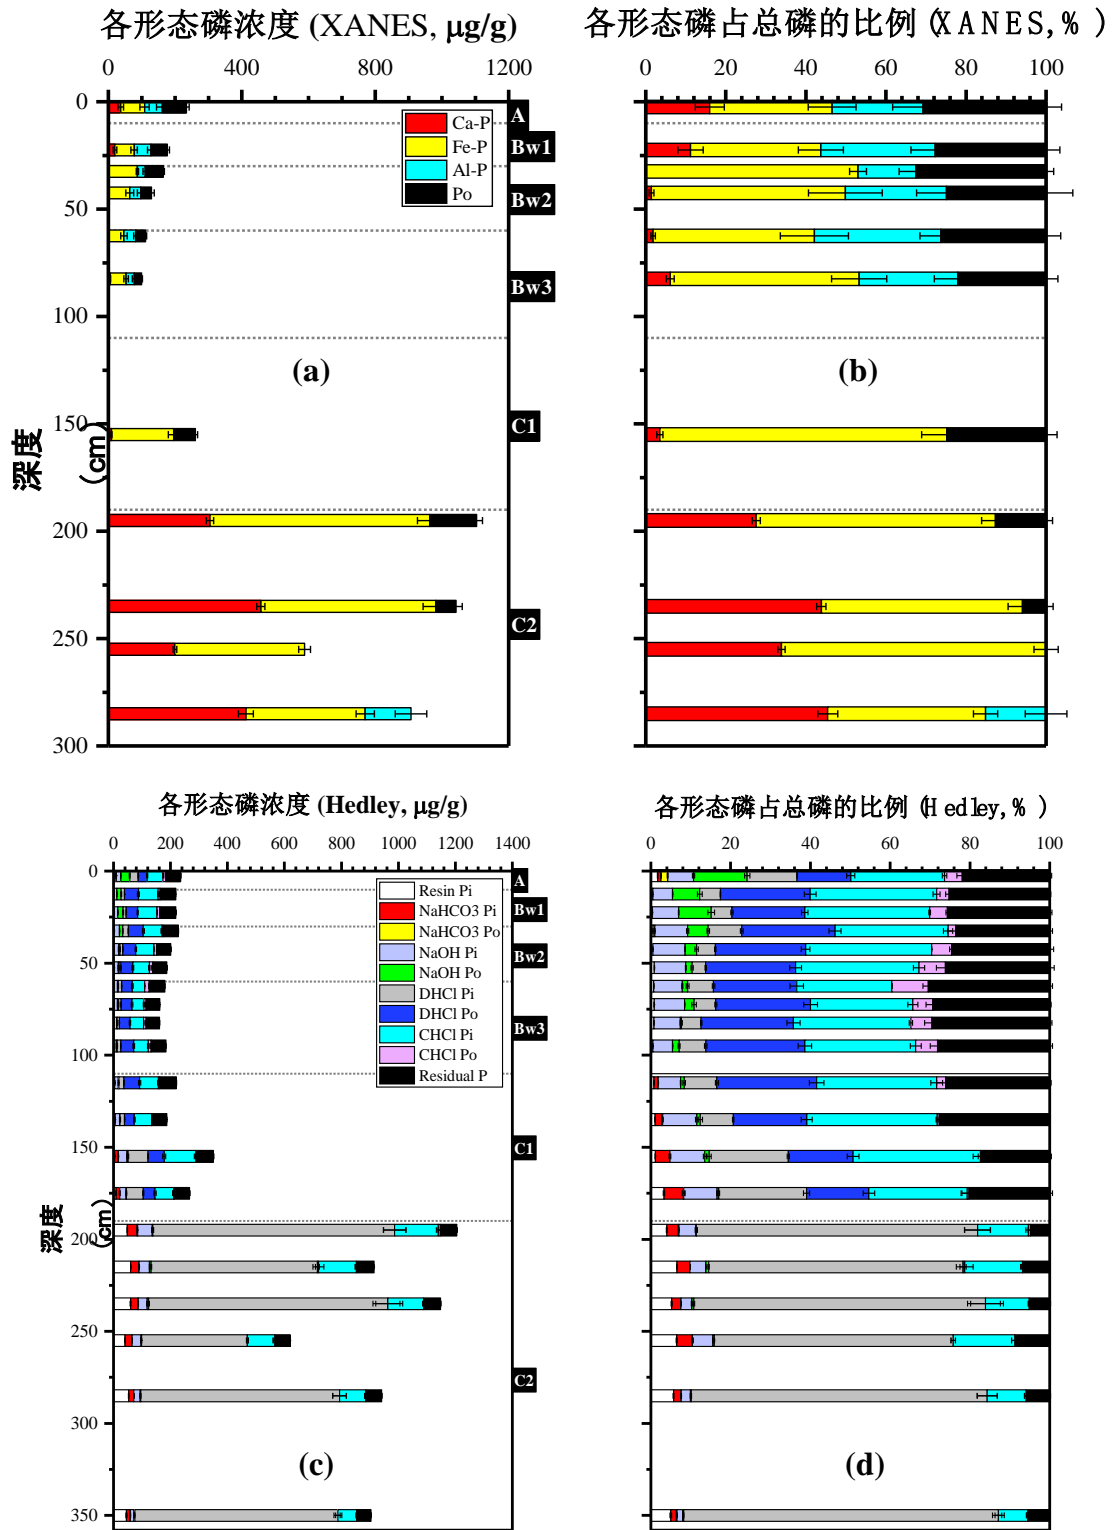 各形态磷浓度 (XANES, μg/g)
0 400 800 1200
0
50
100
150
200
250
300
深度
(cm)
Ca-P
Fe-P
Al-P
Po
A
Bw1
Bw2
Bw3
C1
C2
(a)
各形态磷占总磷的比例 (XANES, %)
0 20 40 60 80 100
(b)
各形态磷浓度 (Hedley, μg/g)
0 200 400 600 800 1000 1200 1400
0
50
100
150
200
250
300
350
深度
(cm)
Resin Pi
NaHCO3 Pi
NaHCO3 Po
NaOH Pi
NaOH Po
DHCl Pi
DHCl Po
CHCl Pi
CHCl Po
Residual P
A
Bw1
Bw2
Bw3
C1
C2
(c)
各形态磷占总磷的比例 (Hedley, %)
0 20 40 60 80 100
(d)